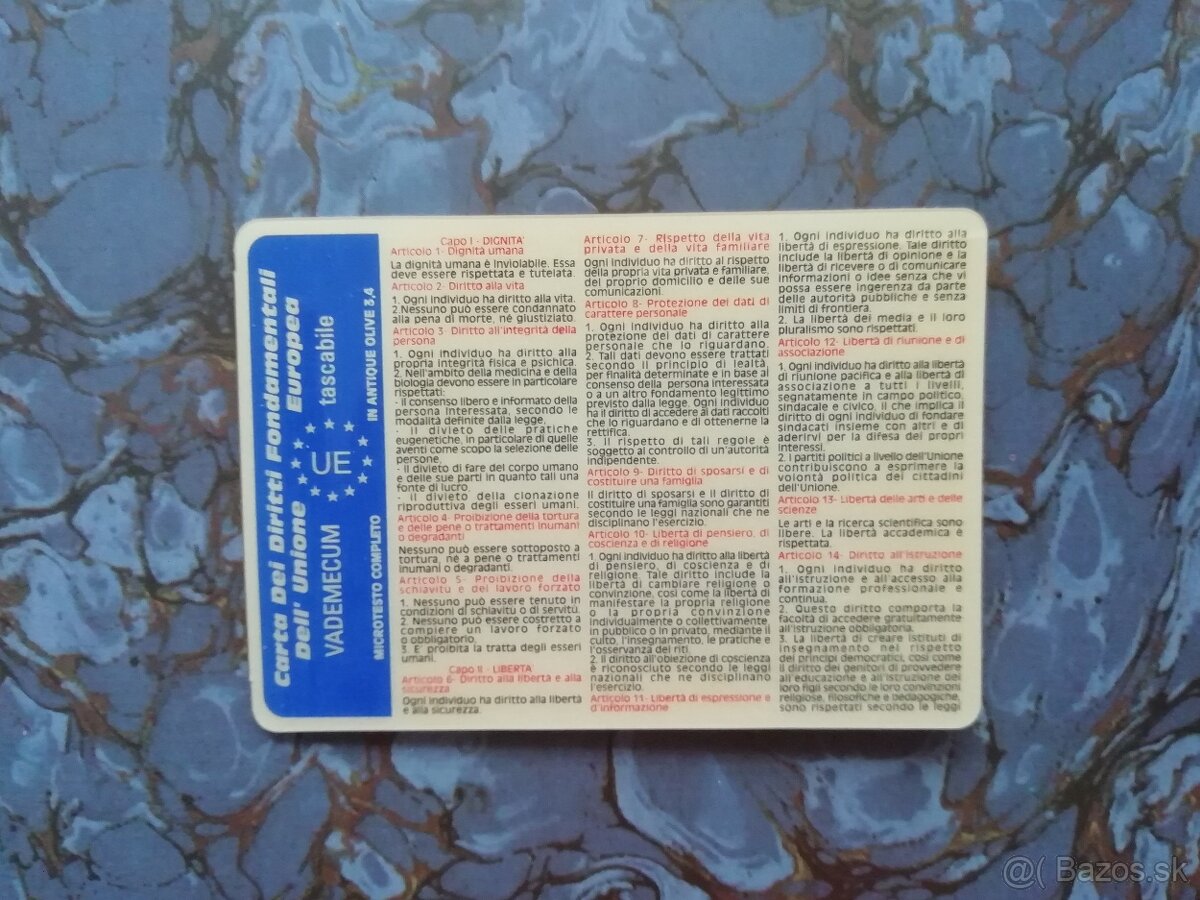 Carta Dei Diritti Fondamentali
Dell' Unione Europea
VADEMECUM UE tascabile
MICROTESTO COMPLETO IN ANTIQUE OLIVE 3,4
Capo I - DIGNITA'
Articolo 1- Dignità umana
La dignità umana è inviolabile. Essa
deve essere rispettata e tutelata.
Articolo 2- Diritto alla vita
1. Ogni individuo ha diritto alla vita.
2.Nessuno può essere condannato
alla pena di morte, né giustiziato.
Articolo 3 - Diritto all'integrità della
persona
1. Ogni individuo ha diritto alla
propria integrità fisica e psichica.
2. Nell'ambito della medicina e della
biologia devono essere in particolare
rispettati:
- il consenso libero e informato della
persona interessata, secondo le
modalità definite dalla legge,
- il divieto delle pratiche
eugenetiche, in particolare di quelle
aventi come scopo la selezione delle
persone,
- il divieto di fare del corpo umano
e delle sue parti in quanto tali una
fonte di lucro,
- il divieto della clonazione
riproduttiva degli esseri umani.
Articolo 4- Proibizione della tortura
e delle pene o trattamenti inumani
o degradanti
Nessuno può essere sottoposto a
tortura, né a pene o trattamenti
inumani o degradanti.
Articolo 5- Proibizione della
schiavitù e del lavoro forzato
1. Nessuno può essere tenuto in
condizioni di schiavitù o di servitù.
2. Nessuno può essere costretto a
compiere un lavoro forzato
o obbligatorio.
3. E' proibita la tratta degli esseri
umani.
Capo II - LIBERTA'
Articolo 6- Diritto alla libertà e alla
sicurezza
Ogni individuo ha diritto alla libertà
e alla sicurezza.
Articolo 7- Rispetto della vita
privata e della vita familiare
Ogni individuo ha diritto al rispetto
della propria vita privata e familiare,
del proprio domicilio e delle sue
comunicazioni.
Articolo 8- Protezione dei dati di
carattere personale
1. Ogni individuo ha diritto alla
protezione dei dati di carattere
personale che lo riguardano.
2. Tali dati devono essere trattati
secondo il principio di lealtà,
per finalità determinate e in base al
consenso della persona interessata
o a un altro fondamento legittimo
previsto dalla legge. Ogni individuo
ha il diritto di accedere ai dati raccolti
che lo riguardano e di ottenerne la
rettifica.
3. Il rispetto di tali regole è
soggetto al controllo di un'autorità
indipendente.
Articolo 9- Diritto di sposarsi e di
costituire una famiglia
Il diritto di sposarsi e il diritto di
costituire una famiglia sono garantiti
secondo le leggi nazionali che ne
disciplinano l'esercizio.
Articolo 10- Libertà di pensiero, di
coscienza e di religione
1. Ogni individuo ha diritto alla libertà
di pensiero, di coscienza e di
religione. Tale diritto include la
libertà di cambiare religione o
convinzione, così come la libertà di
manifestare la propria religione
o la propria convinzione
individualmente o collettivamente,
in pubblico o in privato, mediante il
culto, l'insegnamento, le pratiche e
l'osservanza dei riti.
2. Il diritto all'obiezione di coscienza
è riconosciuto secondo le leggi
nazionali che ne disciplinano
l'esercizio.
Articolo 11- Libertà di espressione e
d'informazione
1. Ogni individuo ha diritto alla
libertà di espressione. Tale diritto
include la libertà di opinione e la
libertà di ricevere o di comunicare
informazioni o idee senza che vi
possa essere ingerenza da parte
delle autorità pubbliche e senza
limiti di frontiera.
2. La libertà dei media e il loro
pluralismo sono rispettati.
Articolo 12- Libertà di riunione e di
associazione
1. Ogni individuo ha diritto alla libertà
di riunione pacifica e alla libertà di
associazione a tutti i livelli,
segnatamente in campo politico,
sindacale e civico, il che implica il
diritto di ogni individuo di fondare
sindacati insieme con altri e di
aderirvi per la difesa dei propri
interessi.
2. I partiti politici a livello dell'Unione
contribuiscono a esprimere la
volontà politica dei cittadini
dell'Unione.
Articolo 13- Libertà delle arti e delle
scienze
Le arti e la ricerca scientifica sono
libere. La libertà accademica è
rispettata.
Articolo 14- Diritto all'istruzione
1. Ogni individuo ha diritto
all'istruzione e all'accesso alla
formazione professionale e
continua.
2. Questo diritto comporta la
facoltà di accedere gratuitamente
all'istruzione obbligatoria.
3. La libertà di creare istituti di
insegnamento nel rispetto
dei principi democratici, così come
il diritto dei genitori di provvedere
all'educazione e all'istruzione dei
loro figli secondo le loro convinzioni
religiose, filosofiche e pedagogiche,
sono rispettati secondo le leggi
@( Bazos.sk